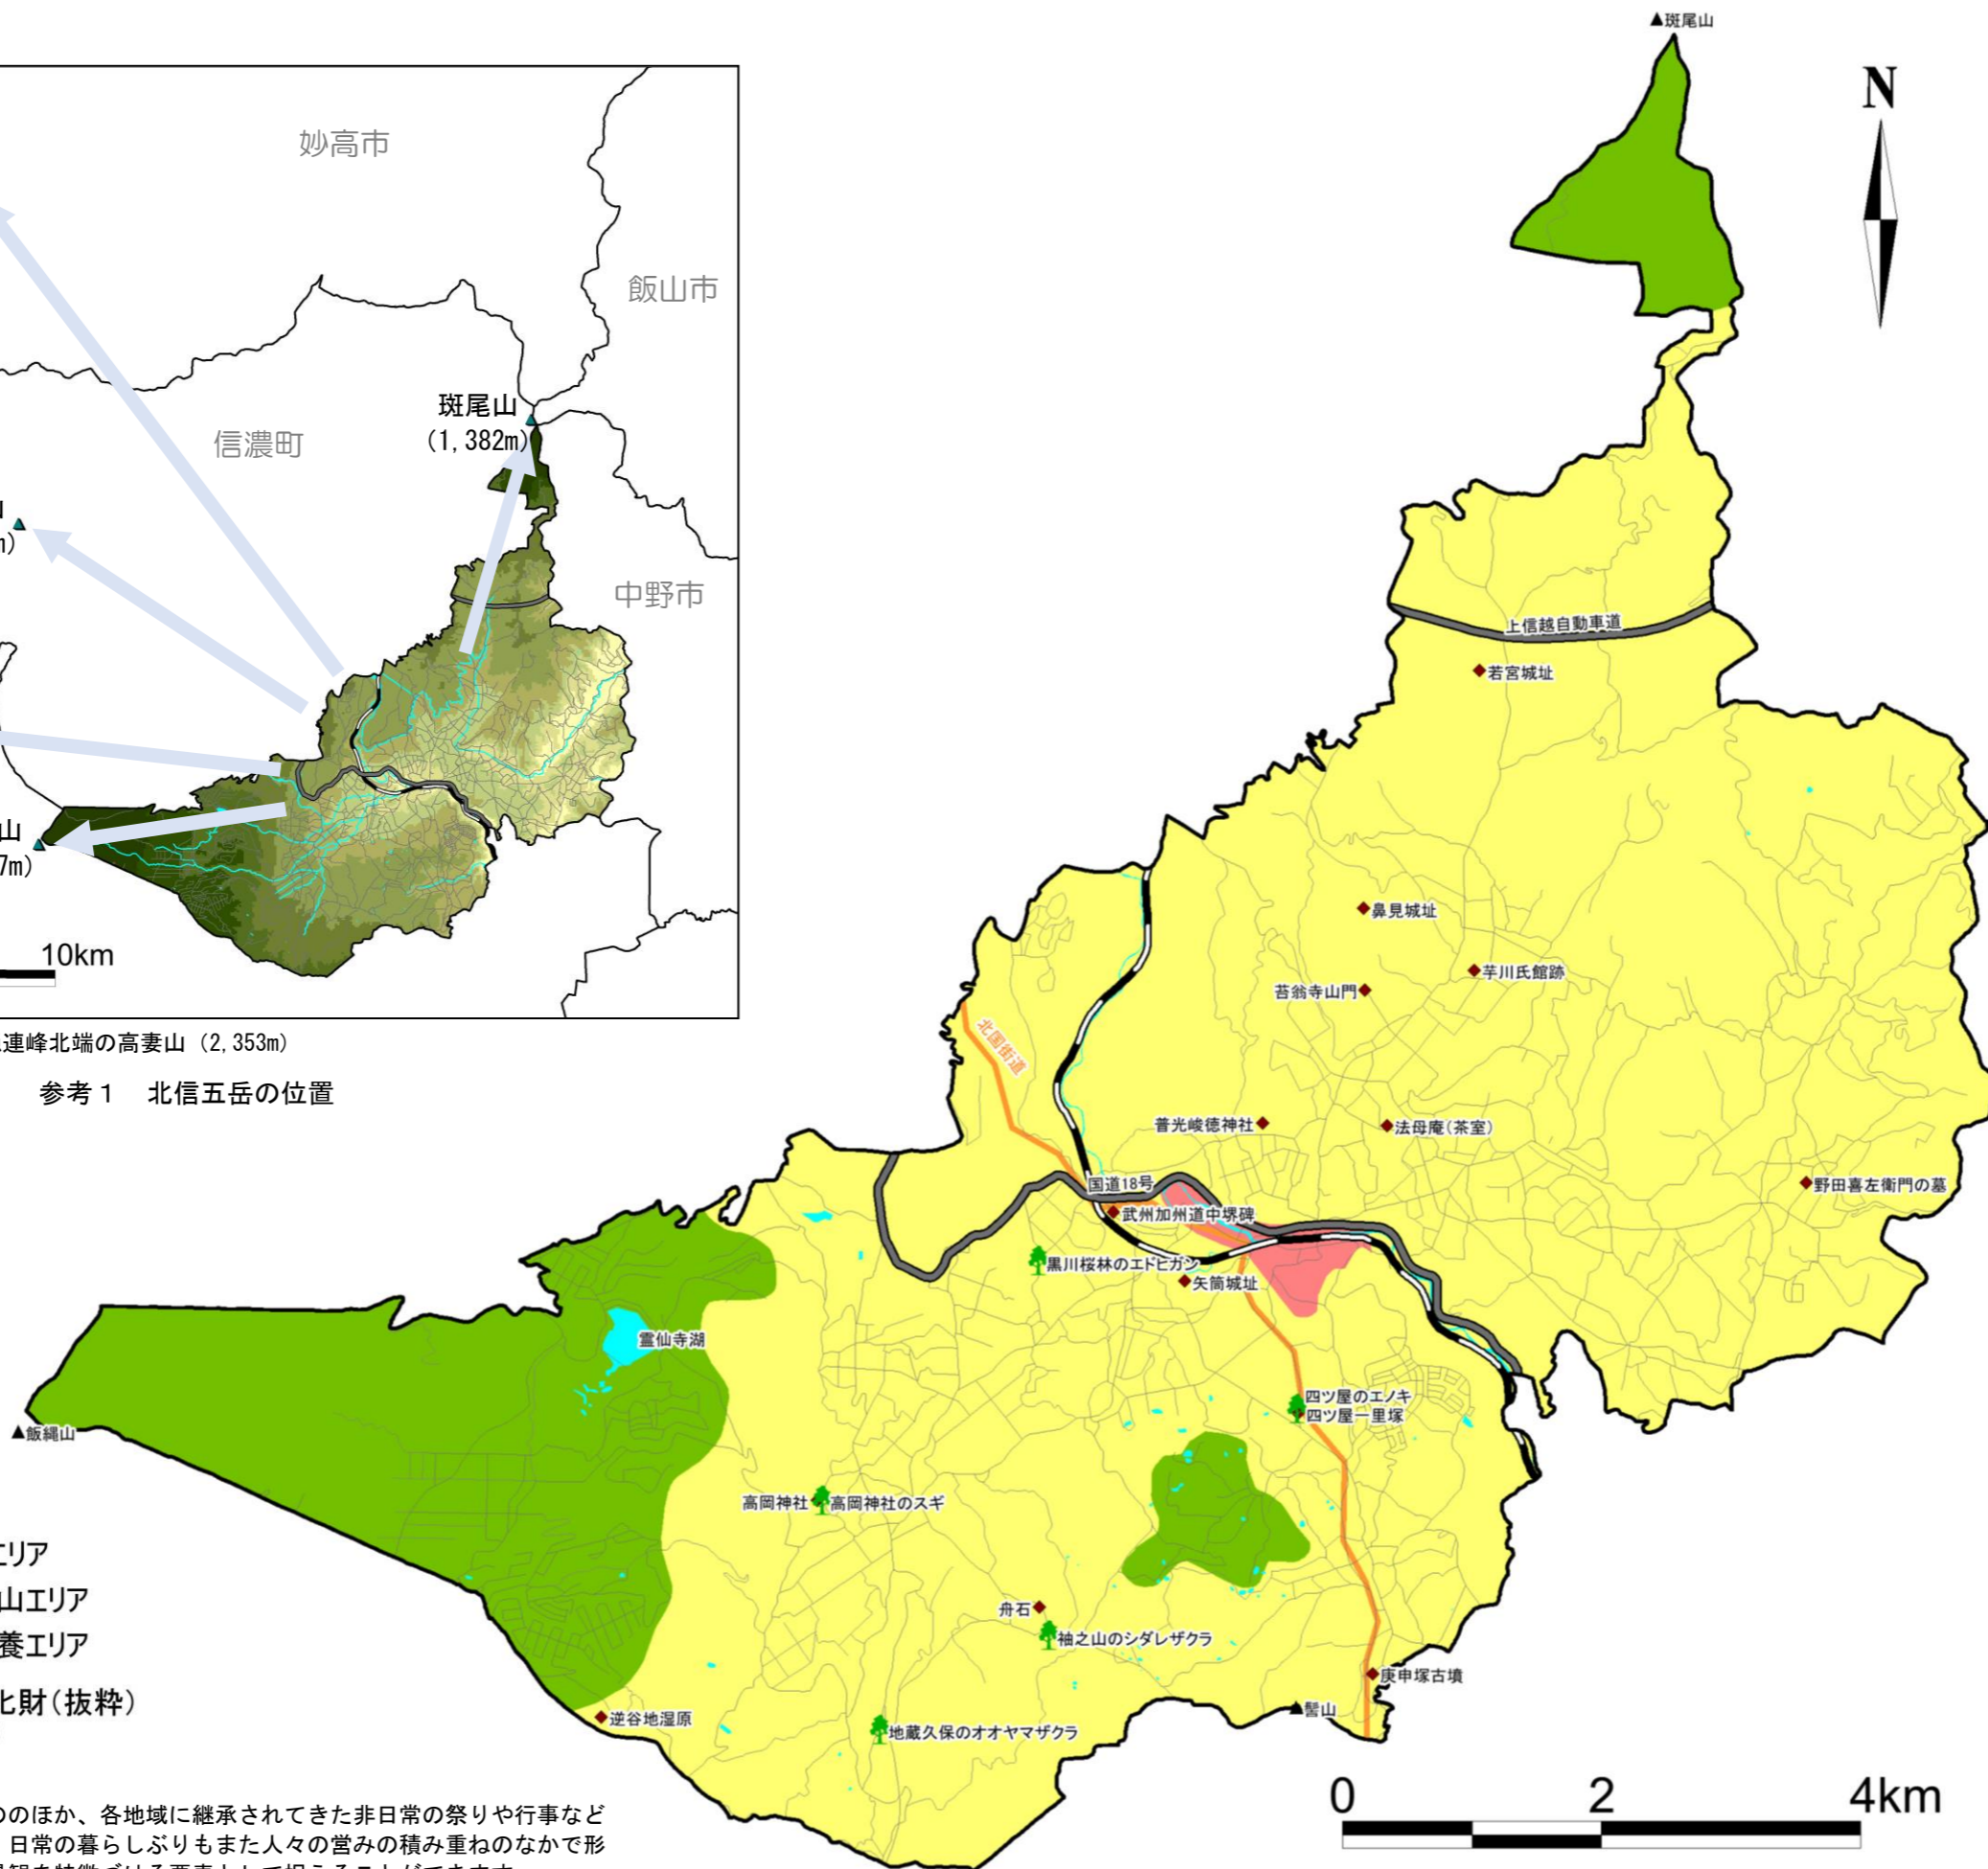 妙高市
飯山市
信濃町
斑尾山
(1,382m)
中野市
山
m)
山
7m)
10km
連峰北端の高妻山（2,353m）
参考１　北信五岳の位置
▲斑尾山
N
上信越自動車道
若宮城址
鼻見城址
芋川氏館跡
苔翁寺山門
北国街道
普光峻徳神社
法母庵(茶室)
国道18号
野田喜左衛門の墓
武州加州道中堺碑
黒川桜林のエドヒガン
矢筒城址
霊仙寺湖
四ツ屋のエノキ
四ツ屋一里塚
▲飯縄山
高岡神社
高岡神社のスギ
舟石
袖之山のシダレザクラ
庚申塚古墳
▲髻山
逆谷地湿原
地蔵久保のオオヤマザクラ
エリア
山エリア
養エリア
化財（抜粋）
0 2 4km
ののほか、各地域に継承されてきた非日常の祭りや行事など
日常の暮らしぶりもまた人々の営みの積み重ねのなかで形